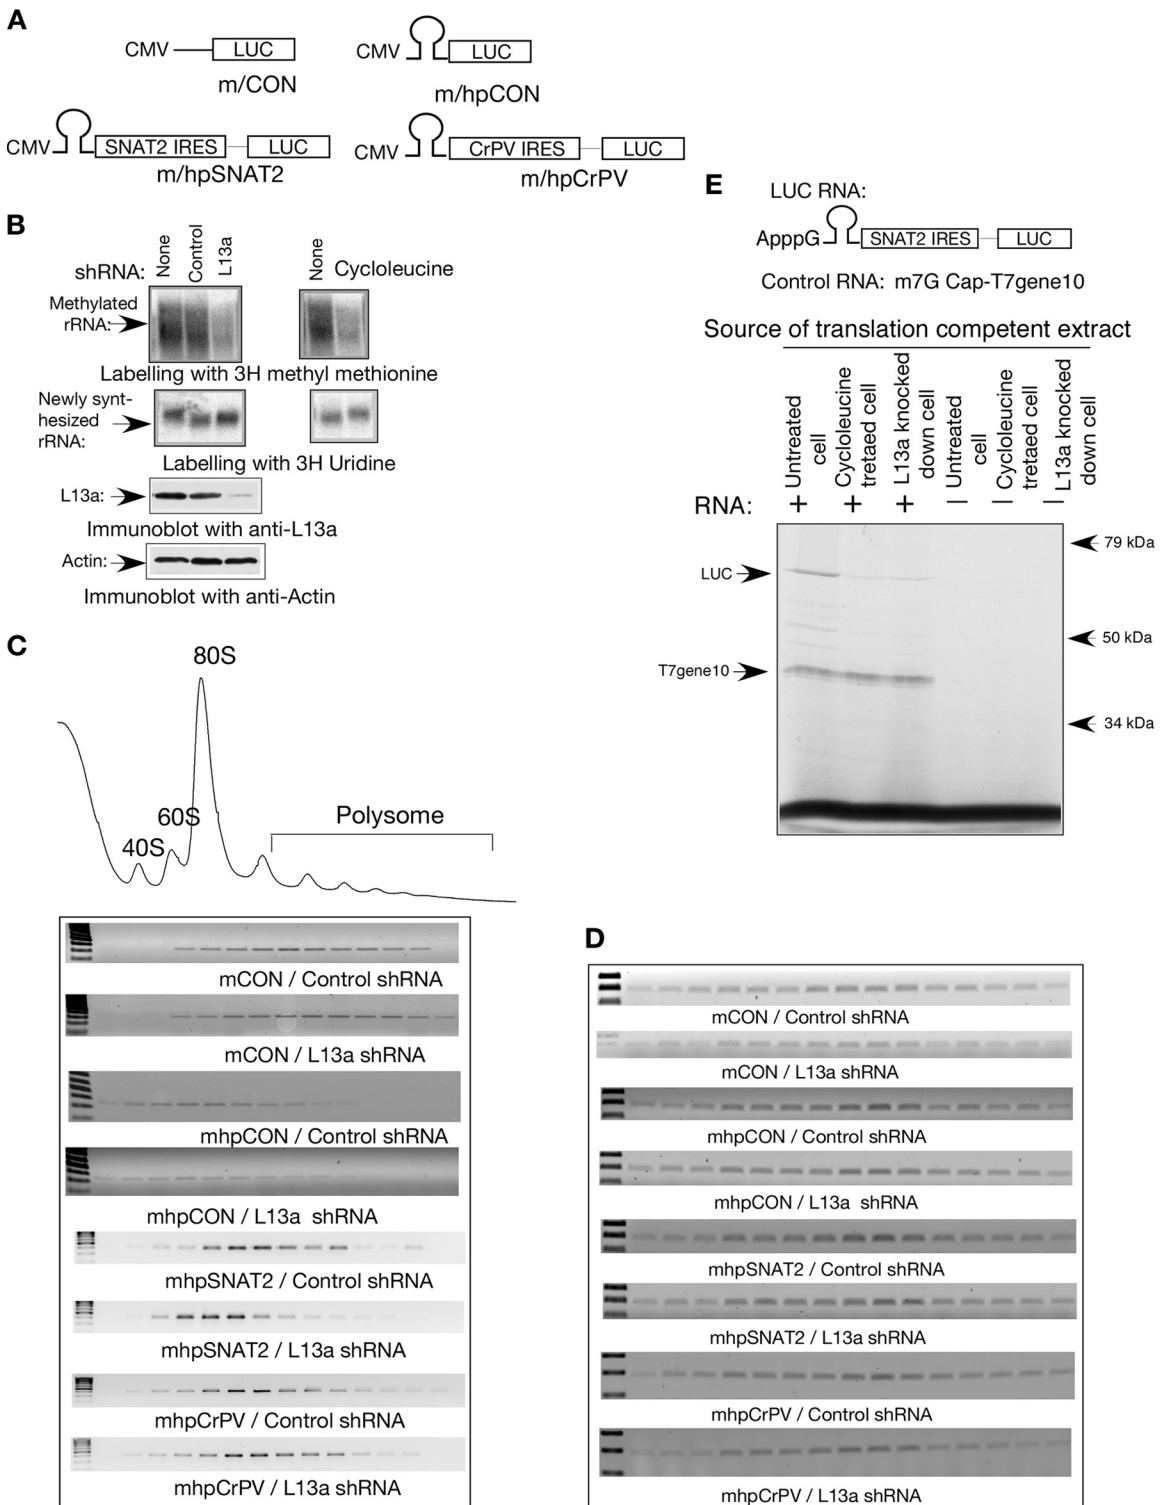 A
CMV
LUC
m/CON
CMV
LUC
m/hpCON
CMV
SNAT2 IRES
LUC
m/hpSNAT2
CMV
CrPV IRES
LUC
m/hpCrPV
B
shRNA:
None
Control
L13a
None
Cycloleucine
Methylated
rRNA:
Labelling with 3H methyl methionine
Newly synt-
hesized
rRNA:
Labelling with 3H Uridine
L13a:
Immunoblot with anti-L13a
Actin:
Immunoblot with anti-Actin
C
80S
60S
40S
Polysome
mCON / Control shRNA
mCON / L13a shRNA
mhpCON / Control shRNA
mhpCON / L13a shRNA
mhpSNAT2 / Control shRNA
mhpSNAT2 / L13a shRNA
mhpCrPV / Control shRNA
mhpCrPV / L13a shRNA
D
mCON / Control shRNA
mCON / L13a shRNA
mhpCON / Control shRNA
mhpCON / L13a shRNA
mhpSNAT2 / Control shRNA
mhpSNAT2 / L13a shRNA
mhpCrPV / Control shRNA
mhpCrPV / L13a shRNA
E
LUC RNA:
ApppG
SNAT2 IRES
LUC
Control RNA: m7G Cap-T7gene10
Source of translation competent extract
Untreated
cell
Cycloleucine
tretaed cell
L13a knocked
down cell
Untreated
cell
Cycloleucine
tretaed cell
L13a knocked
down cell
RNA: + + + — — —
79 kDa
LUC
50 kDa
T7gene10
34 kDa